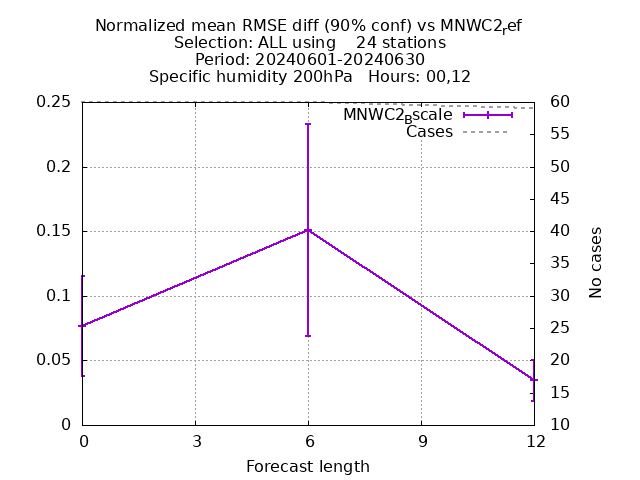 Normalized mean RMSE diff (90% conf) vs MNWC2ref
Selection: ALL using    24 stations
Period: 20240601-20240630
Specific humidity 200hPa   Hours: 00,12
MNWC2Bscale
Cases
0.25
0.2
0.15
0.1
0.05
0
60
55
50
45
40
35
30
25
20
15
10
No cases
0 3 6 9 12
Forecast length